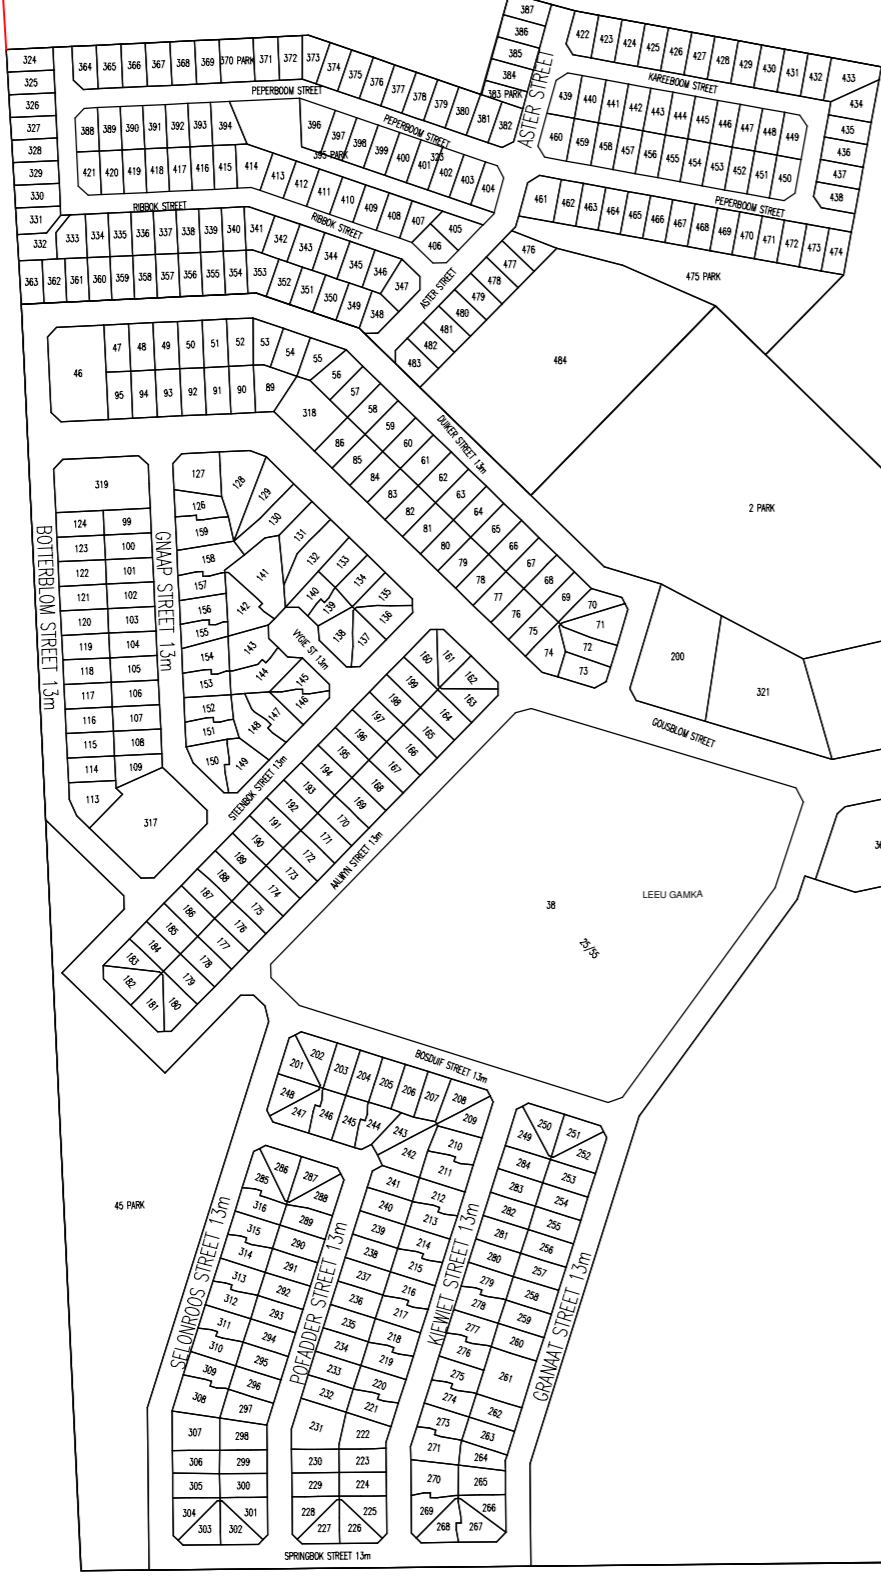 387
386
385
384
383 PARK
ASTER STREET
422 423 424 425 426 427 428 429 430 431 432 433
KAREEBOOM STREET
434
435
436
437
438
324
325
326
327
328
329
330
331
332
364 365 366 367 368 369 370 PARK 371 372 373 374 375 376 377 378 379 380 381 382
PEPERBOOM STREET
PEPERBOOM STREET
439 440 441 442 443 444 445 446 447 448 449
460 459 458 457 456 455 454 453 452 451 450
388 389 390 391 392 393 394
395 PARK
396 397 398 399 400 401 402 403 404
323
421 420 419 418 417 416 415 414 413 412 411 410 409 408 407 406 405
PEPERBOOM STREET
461 462 463 464 465 466 467 468 469 470 471 472 473 474
RIBBOK STREET
RIBBOK STREET
333 334 335 336 337 338 339 340 341 342 343 344 345 346 347
363 362 361 360 359 358 357 356 355 354 353 352 351 350 349 348
ASTER STREET
476
477
478
479
480
481
482
483
475 PARK
484
2 PARK
46
47 48 49 50 51 52 53 54 55 56 57 58 59 60 61 62 63 64 65 66 67 68 69 70 71 72 73
95 94 93 92 91 90 89
318
86 85 84 83 82 81 80 79 78 77 76 75 74
DUIKER STREET 13m
319
124 99
123 100
122 101
121 102
120 103
119 104
118 105
117 106
116 107
115 108
114 109
113
317
BOTTERBLOM STREET 13m
GNAAP STREET 13m
127 128 129 130 131 132 133 134 135 136 137 138 139 140 141 142 143 144 145 146 147 148 149 150
126
159
158
157
156
155
154
153
152
151
VYGIE ST 13m
STEENBOK STREET 13m
160 161 162 163 164 165 166 167 168 169 170 171 172 173 174 175 176 177 178 179 180 181 182 183
199 198 197 196 195 194 193 192 191 190 189 188 187 186 185 184
AALWYN STREET 13m
200
321
GOUSBLOM STREET
38
25/55
LEEU GAMKA
BOSDUIF STREET 13m
201 202 203 204 205 206 207 208 209
248 247 246 245 244 243 242
210 211 212 213 214 215 216 217 218 219 220 221 222 223 224 225 226
241 240 239 238 237 236 235 234 233 232 231 230 229 228 227
45 PARK
SELONROOS STREET 13m
POFADDER STREET 13m
KIEWIET STREET 13m
GRANAAT STREET 13m
285 286 287 288 289 290 291 292 293 294 295 296 297 298 299 300 301 302
316 315 314 313 312 311 310 309 308 307 306 305 304 303
249 250 251 252 253 254 255 256 257 258 259 260 261 262 263 264 265 266 267
284 283 282 281 280 279 278 277 276 275 274 273 271 270 269 268
SPRINGBOK STREET 13m